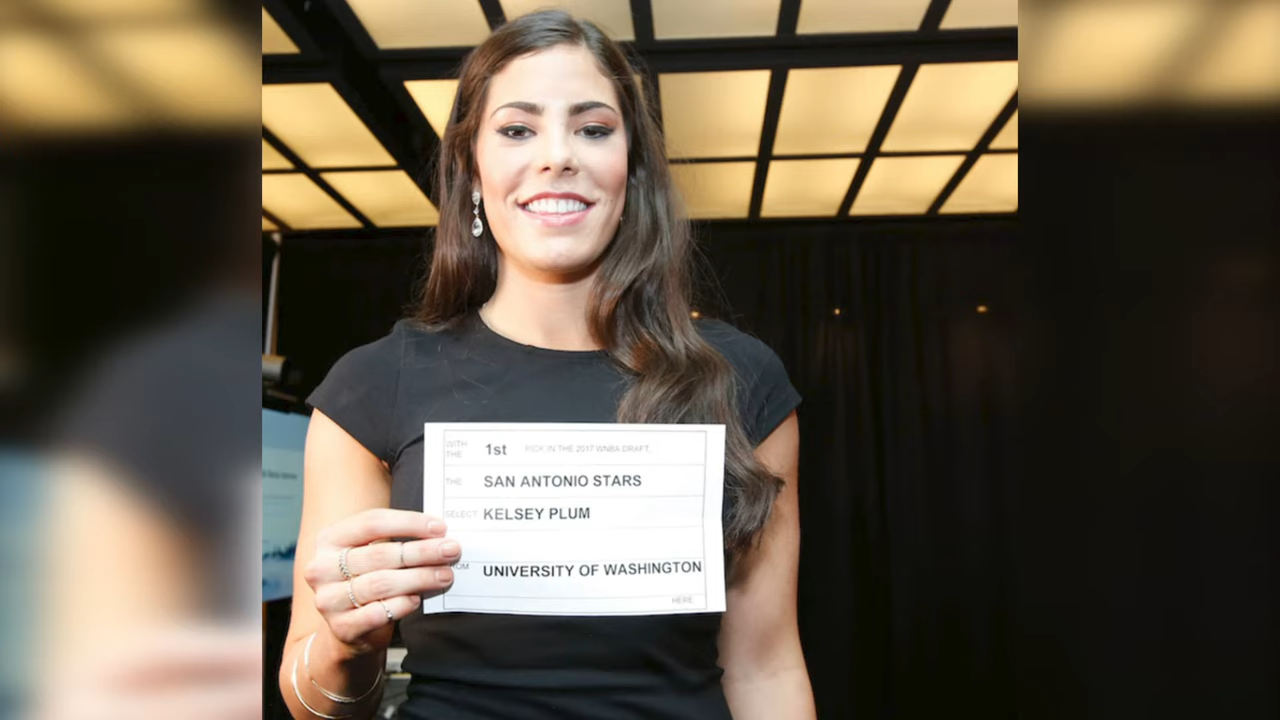 WITH THE 1st PICK IN THE 2017 WNBA DRAFT,
THE SAN ANTONIO STARS
SELECT KELSEY PLUM
UNIVERSITY OF WASHINGTON
HERE